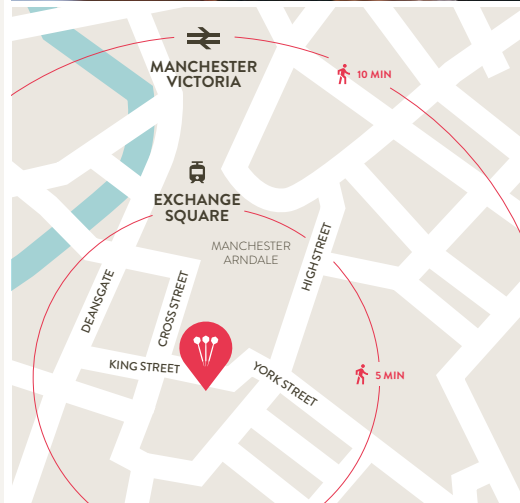 MANCHESTER
VICTORIA
10 MIN
EXCHANGE
SQUARE
MANCHESTER
ARNDALE
HIGH STREET
DEANSGATE
CROSS STREET
KING STREET
YORK STREET
5 MIN